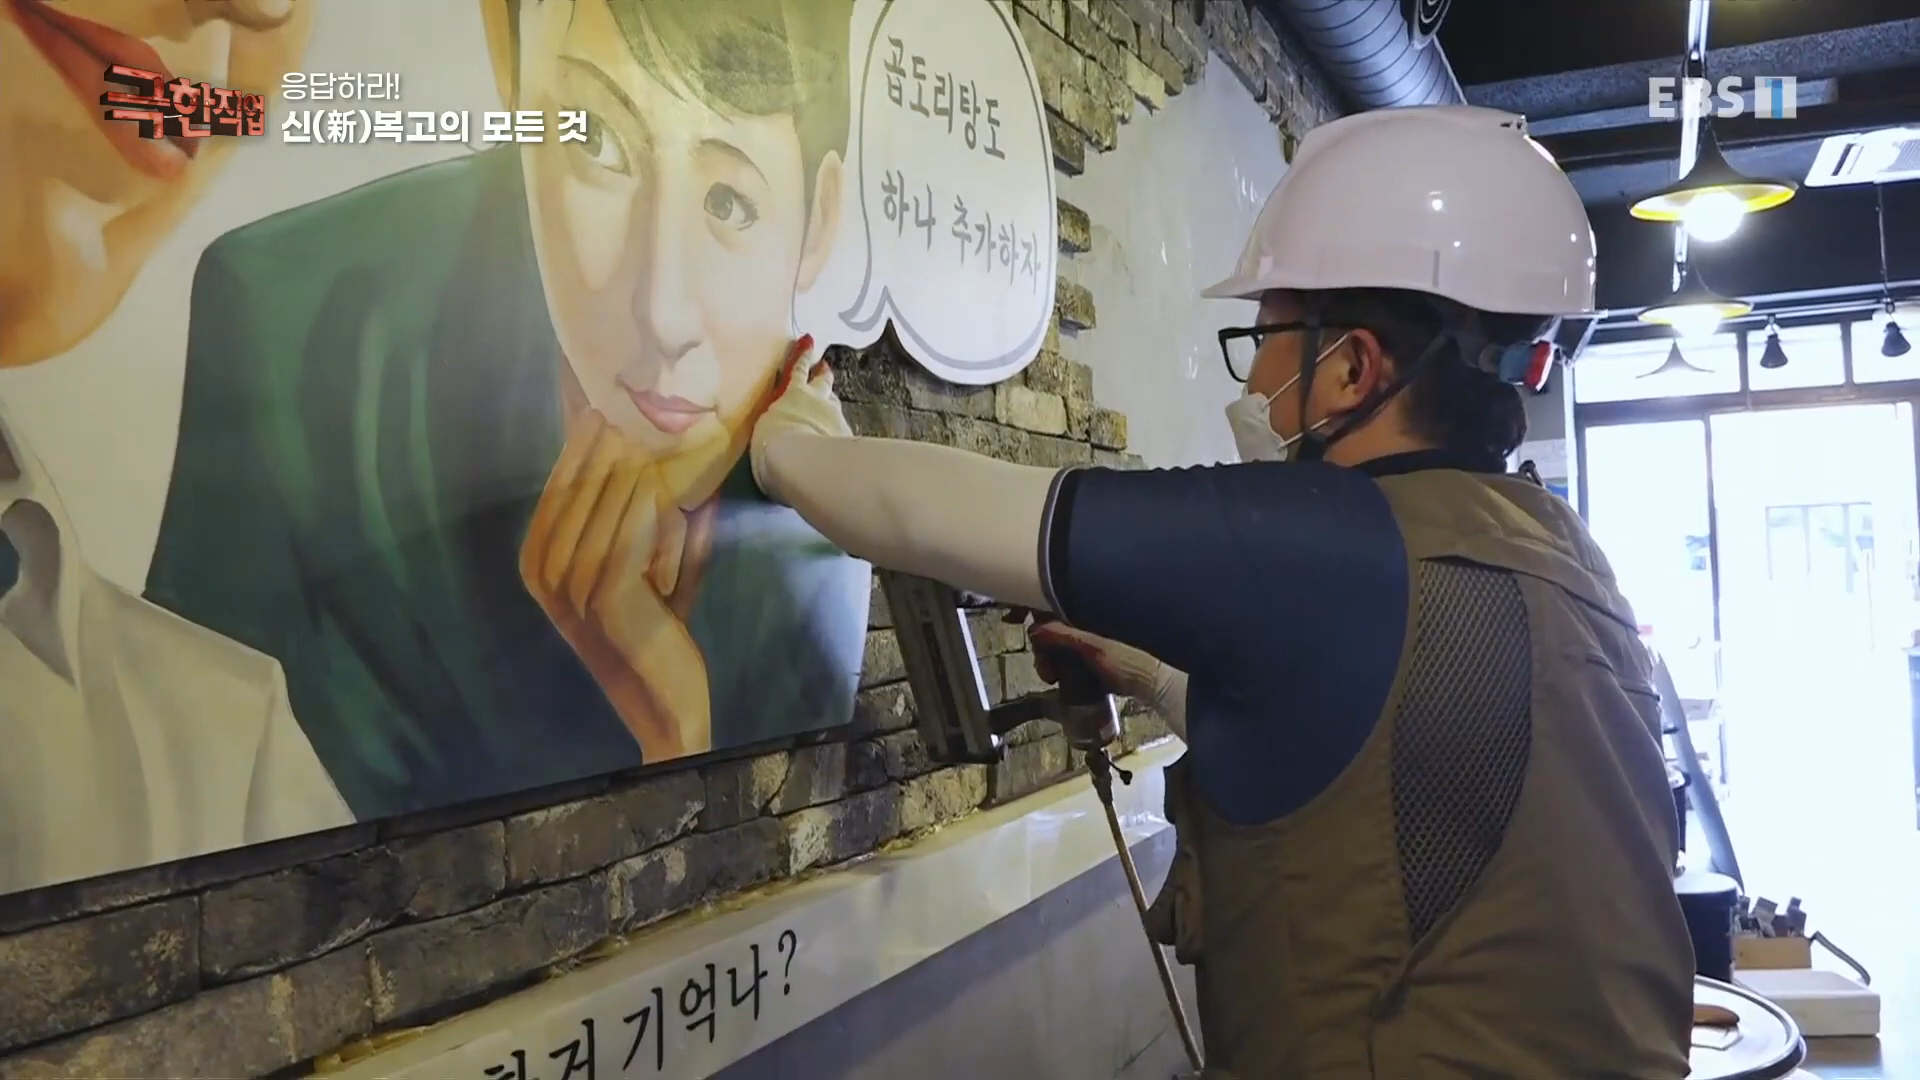 극한직업
응답하라!
신(新)복고의 모든 것
EBS 1
곱도리탕도
하나 추가하자
기억나?